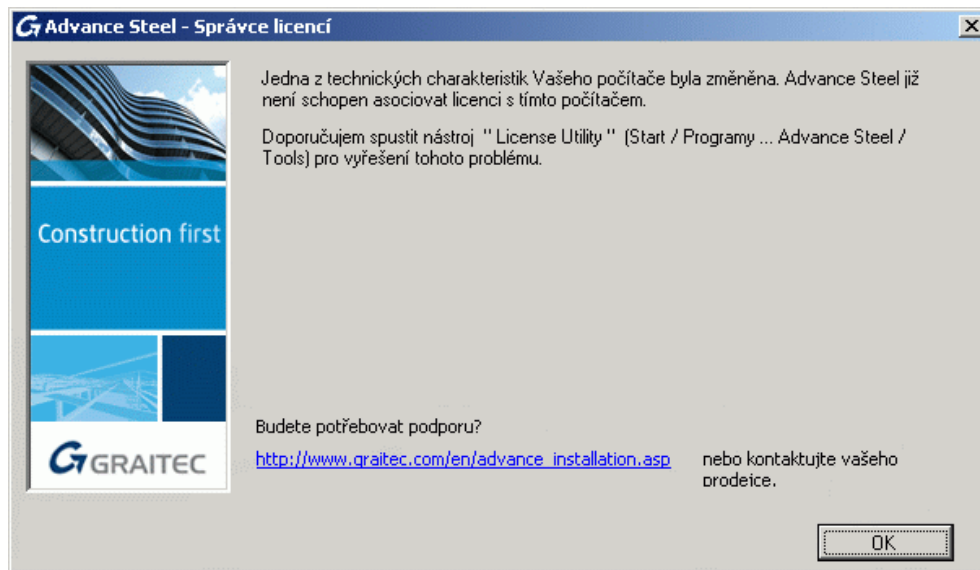 Advance Steel - Správce licencí
Jedna z technických charakteristik Vašeho počítače byla změněna. Advance Steel již
není schopen asociovat licenci s tímto počítačem.
Doporučujem spustit nástroj " License Utility " (Start / Programy ... Advance Steel /
Tools) pro vyřešení tohoto problému.
Construction first
GRAITEC
Budete potřebovat podporu?
http://www.graitec.com/en/advance_installation.asp nebo kontaktujte vašeho
prodejce.
OK